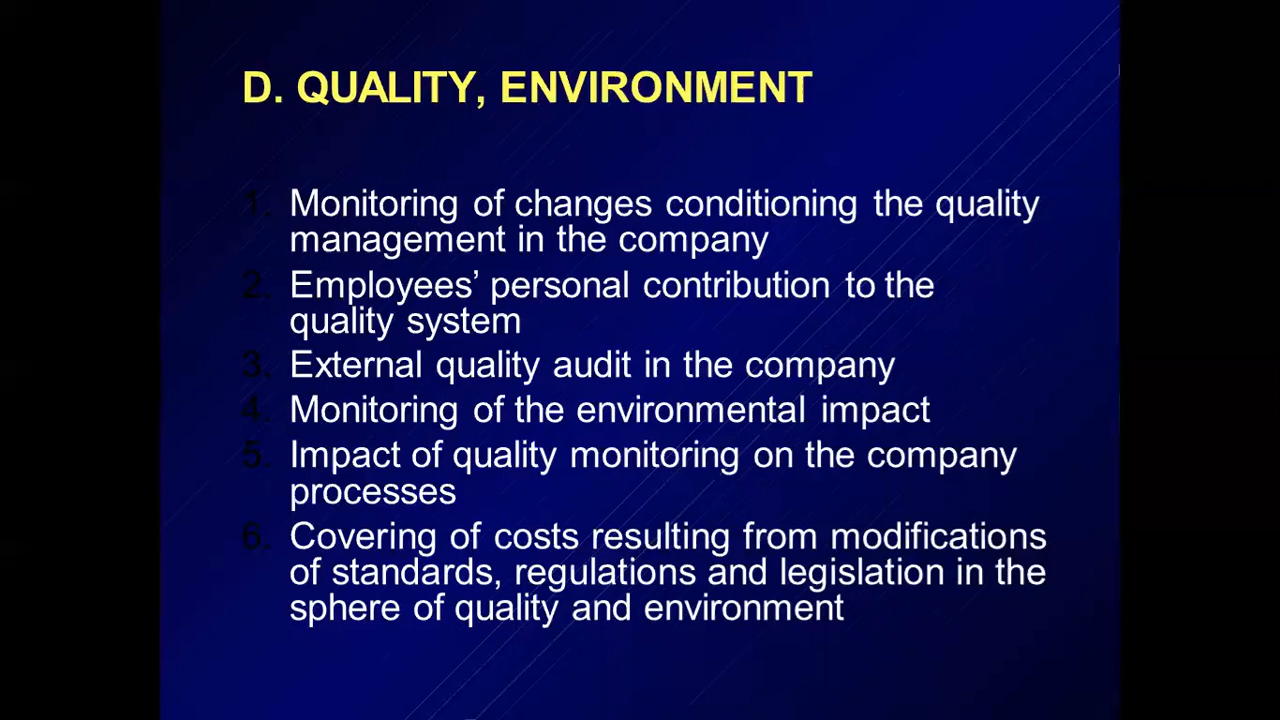 D. QUALITY, ENVIRONMENT
1. Monitoring of changes conditioning the quality
management in the company
2. Employees’ personal contribution to the
quality system
3. External quality audit in the company
4. Monitoring of the environmental impact
5. Impact of quality monitoring on the company
processes
6. Covering of costs resulting from modifications
of standards, regulations and legislation in the
sphere of quality and environment